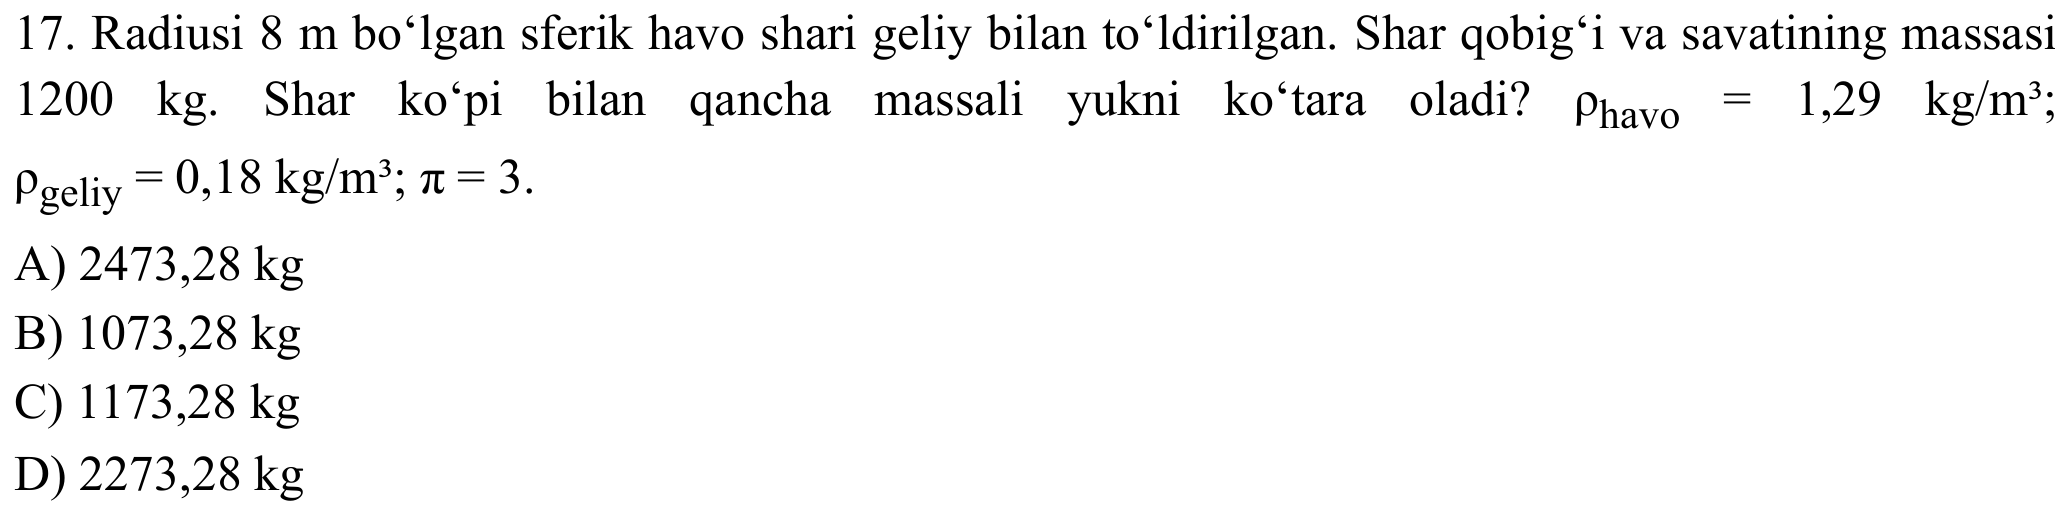 17. Radiusi 8 m bo‘lgan sferik havo shari geliy bilan to‘ldirilgan. Shar qobig‘i va savatining massasi
1200 kg. Shar ko‘pi bilan qancha massali yukni ko‘tara oladi? ρhavo = 1,29 kg/m³;
ρgeliy = 0,18 kg/m³; π = 3.
A) 2473,28 kg
B) 1073,28 kg
C) 1173,28 kg
D) 2273,28 kg